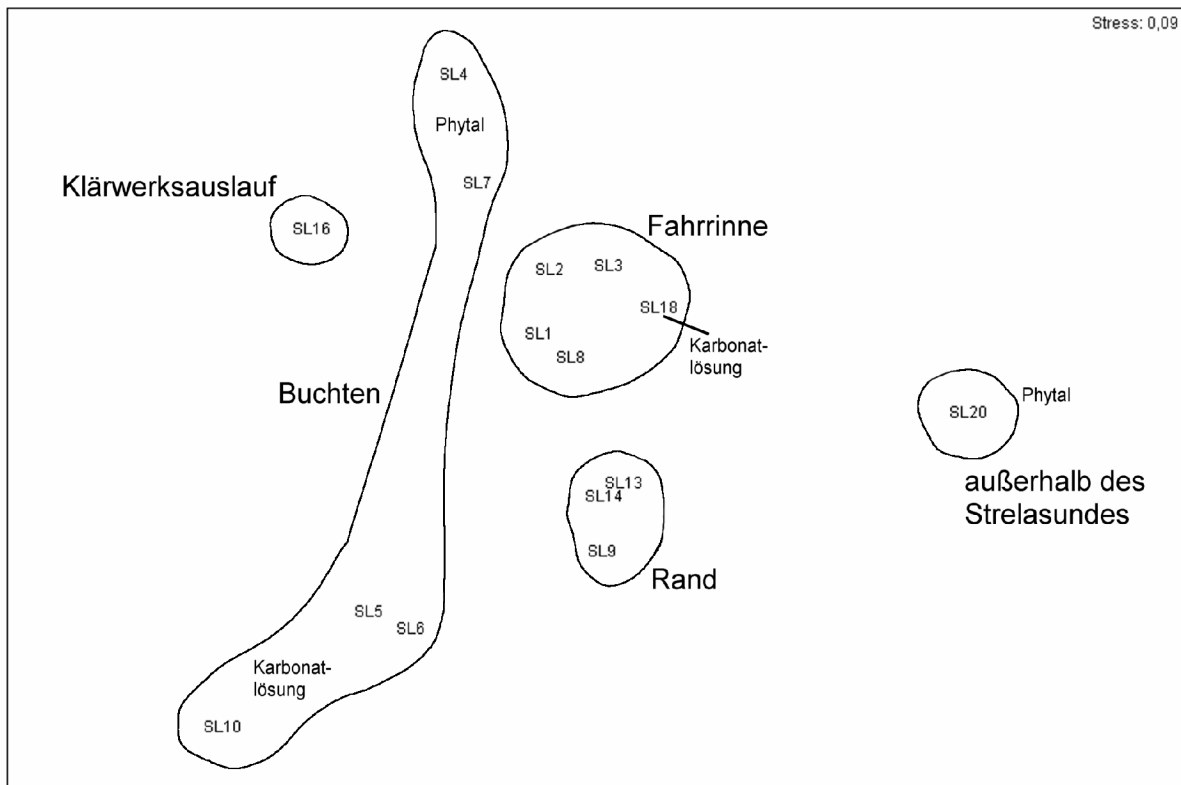 Stress: 0,09
SL4
Phytal
SL7
Klärwerksauslauf
SL16
Fahrrinne
SL2
SL3
SL18
SL1
SL8
Karbonat-
lösung
Buchten
SL20
Phytal
außerhalb des
Strelasundes
SL13
SL14
SL9
Rand
SL5
SL6
Karbonat-
lösung
SL10